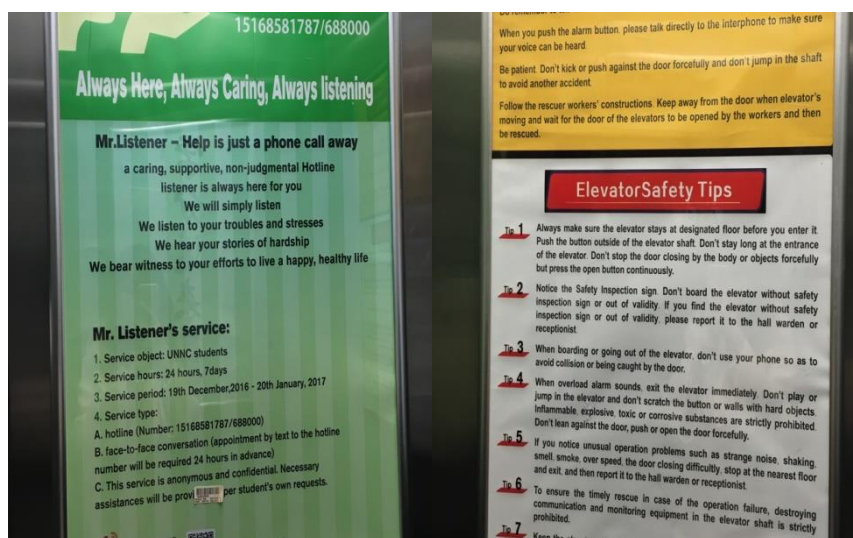 15168581787/688000
Always Here, Always Caring, Always listening
Mr.Listener – Help is just a phone call away
a caring, supportive, non-judgmental Hotline
listener is always here for you
We will simply listen
We listen to your troubles and stresses
We hear your stories of hardship
We bear witness to your efforts to live a happy, healthy life
Mr. Listener's service:
1. Service object: UNNC students
2. Service hours: 24 hours, 7days
3. Service period: 19th December,2016 - 20th January, 2017
4. Service type:
A. hotline (Number: 15168581787/688000)
B. face-to-face conversation (appointment by text to the hotline
number will be required 24 hours in advance)
C. This service is anonymous and confidential. Necessary
assistances will be provi per student's own requests.
When you push the alarm button, please talk directly to the interphone to make sure
your voice can be heard.
Be patient. Don't kick or push against the door forcefully and don't jump in the shaft
to avoid another accident.
Follow the rescuer workers' constructions. Keep away from the door when elevator's
moving and wait for the door of the elevators to be opened by the workers and then
be rescued.
ElevatorSafety Tips
Tip 1 Always make sure the elevator stays at designated floor before you enter it.
Push the button outside of the elevator shaft. Don't stay long at the entrance
of the elevator. Don't stop the door closing by the body or objects forcefully
but press the open button continuously.
Tip 2 Notice the Safety Inspection sign. Don't board the elevator without safety
inspection sign or out of validity. If you find the elevator without safety
inspection sign or out of validity, please report it to the hall warden or
receptionist.
Tip 3 When boarding or going out of the elevator, don't use your phone so as to
avoid collision or being caught by the door.
Tip 4 When overload alarm sounds, exit the elevator immediately. Don't play or
jump in the elevator and don't scratch the button or walls with hard objects.
Inflammable, explosive, toxic or corrosive substances are strictly prohibited.
Don't lean against the door, push or open the door forcefully.
Tip 5 If you notice unusual operation problems such as strange noise, shaking,
smell, smoke, over speed, the door closing difficultly, stop at the nearest floor
and exit, and then report it to the hall warden or receptionist.
Tip 6 To ensure the timely rescue in case of the operation failure, destroying
communication and monitoring equipment in the elevator shaft is strictly
prohibited.
Tip 7 Keep the